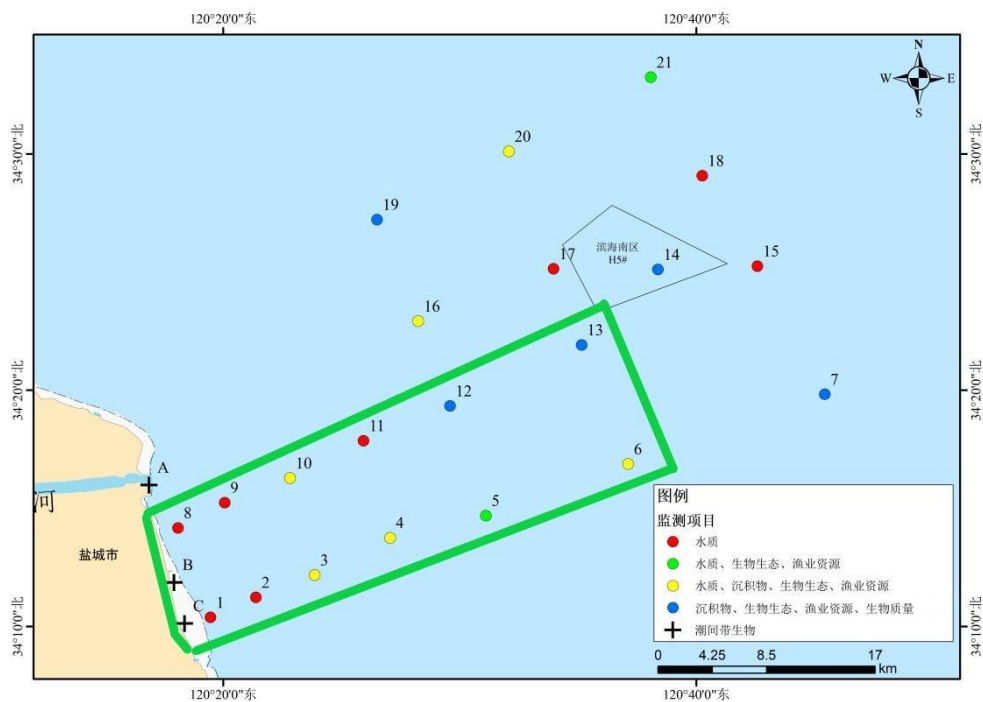 120°20'0"东
120°40'0"东
N
W
E
S
21
20
18
19
34°30'0"北
34°30'0"北
滨海南区
H5#
17
14
15
16
13
7
12
34°20'0"北
34°20'0"北
11
6
10
A
9
河
8
5
4
盐城市
B
3
2
C
1
34°10'0"北
34°10'0"北
图例
监测项目
水质
水质、生物生态、渔业资源
水质、沉积物、生物生态、渔业资源
沉积物、生物生态、渔业资源、生物质量
潮间带生物
0 4.25 8.5 17
km
120°20'0"东
120°40'0"东